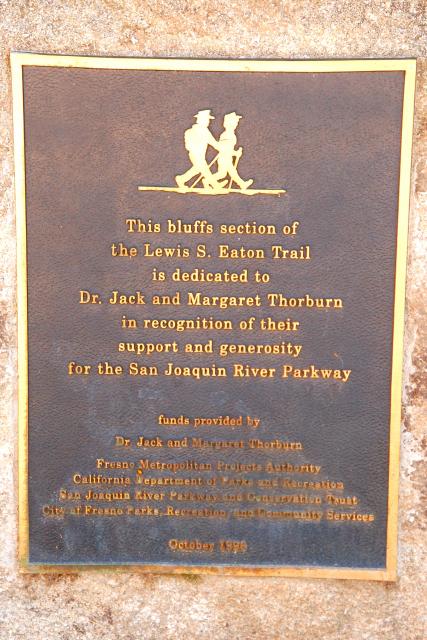 This bluffs section of
the Lewis S. Eaton Trail
is dedicated to
Dr. Jack and Margaret Thorburn
in recognition of their
support and generosity
for the San Joaquin River Parkway
funds provided by
Dr. Jack and Margaret Thorburn
Fresno Metropolitan Projects Authority
California Department of Parks and Recreation
San Joaquin River Parkway and Conservation Trust
City of Fresno Parks, Recreation and Community Services
October